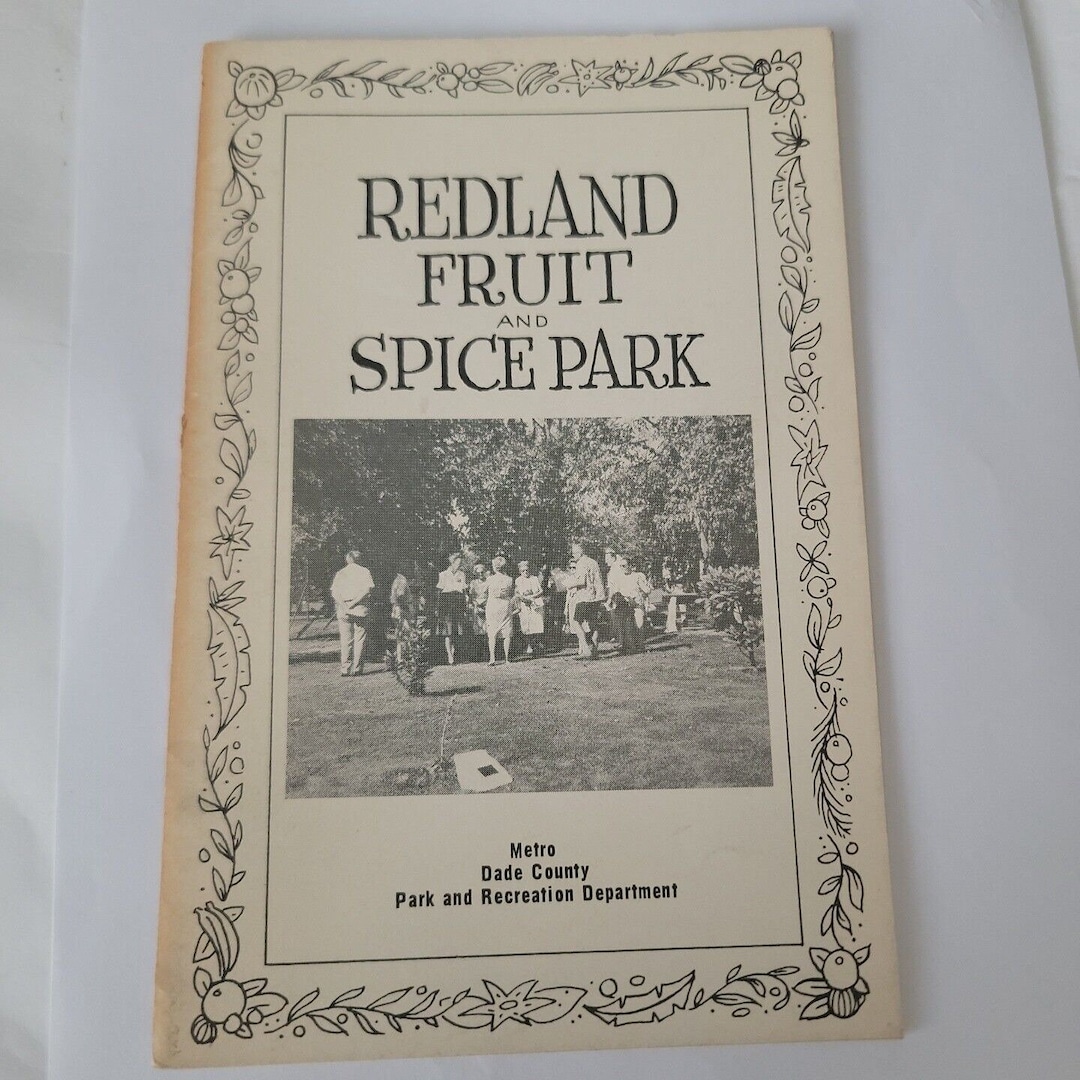 REDLAND
FRUIT
AND
SPICE PARK
Metro
Dade County
Park and Recreation Department